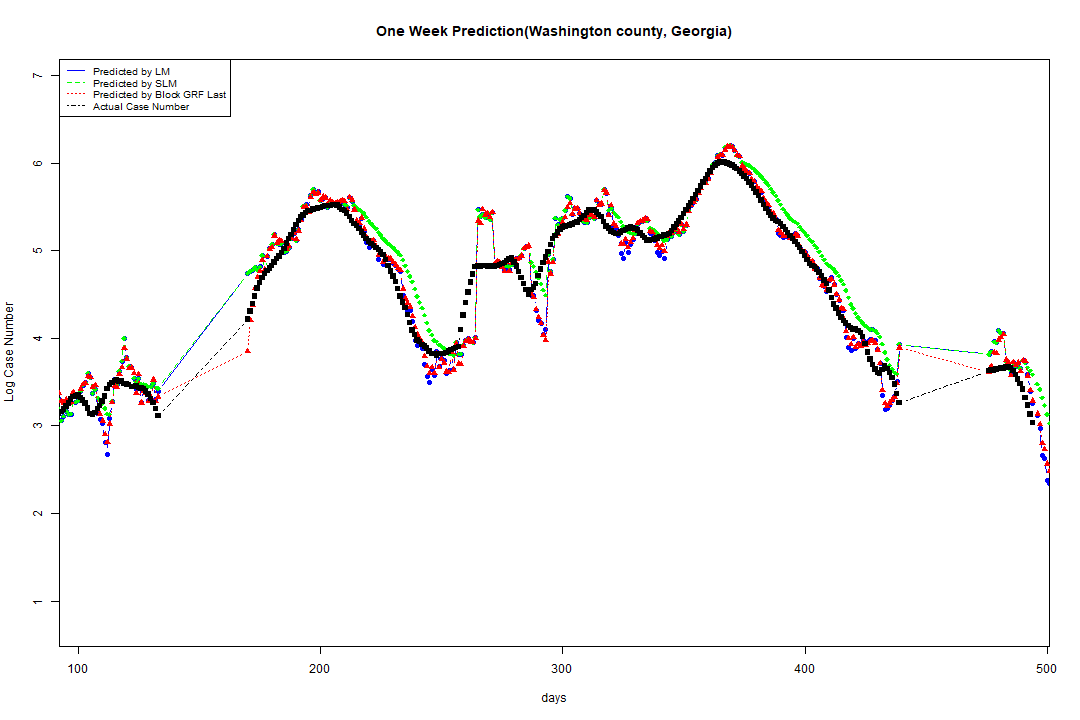 One Week Prediction(Washington county, Georgia)
Predicted by LM
Predicted by SLM
Predicted by Block GRF Last
Actual Case Number
7
6
5
4
3
2
1
Log Case Number
100 200 300 400 500
days